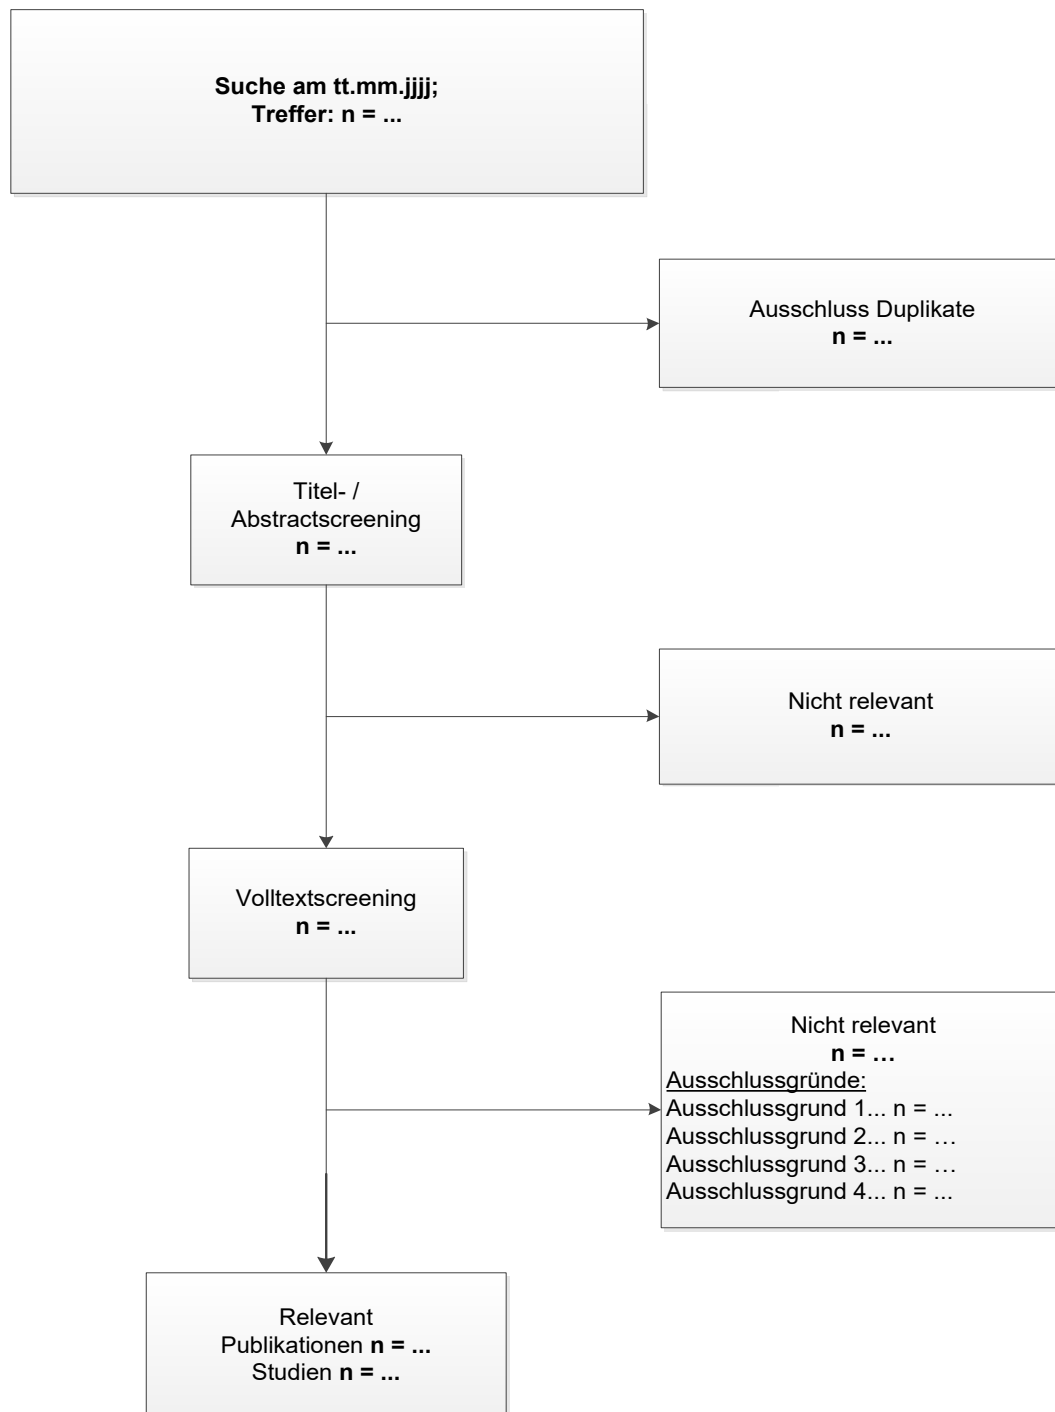 Suche am tt.mm.jjjj;
Treffer: n = ...
Ausschluss Duplikate
n = ...
Titel- /
Abstractscreening
n = ...
Nicht relevant
n = ...
Volltextscreening
n = ...
Nicht relevant
n = …
Ausschlussgründe:
Ausschlussgrund 1... n = ...
Ausschlussgrund 2... n = …
Ausschlussgrund 3... n = …
Ausschlussgrund 4... n = ...
Relevant
Publikationen n = ...
Studien n = ...